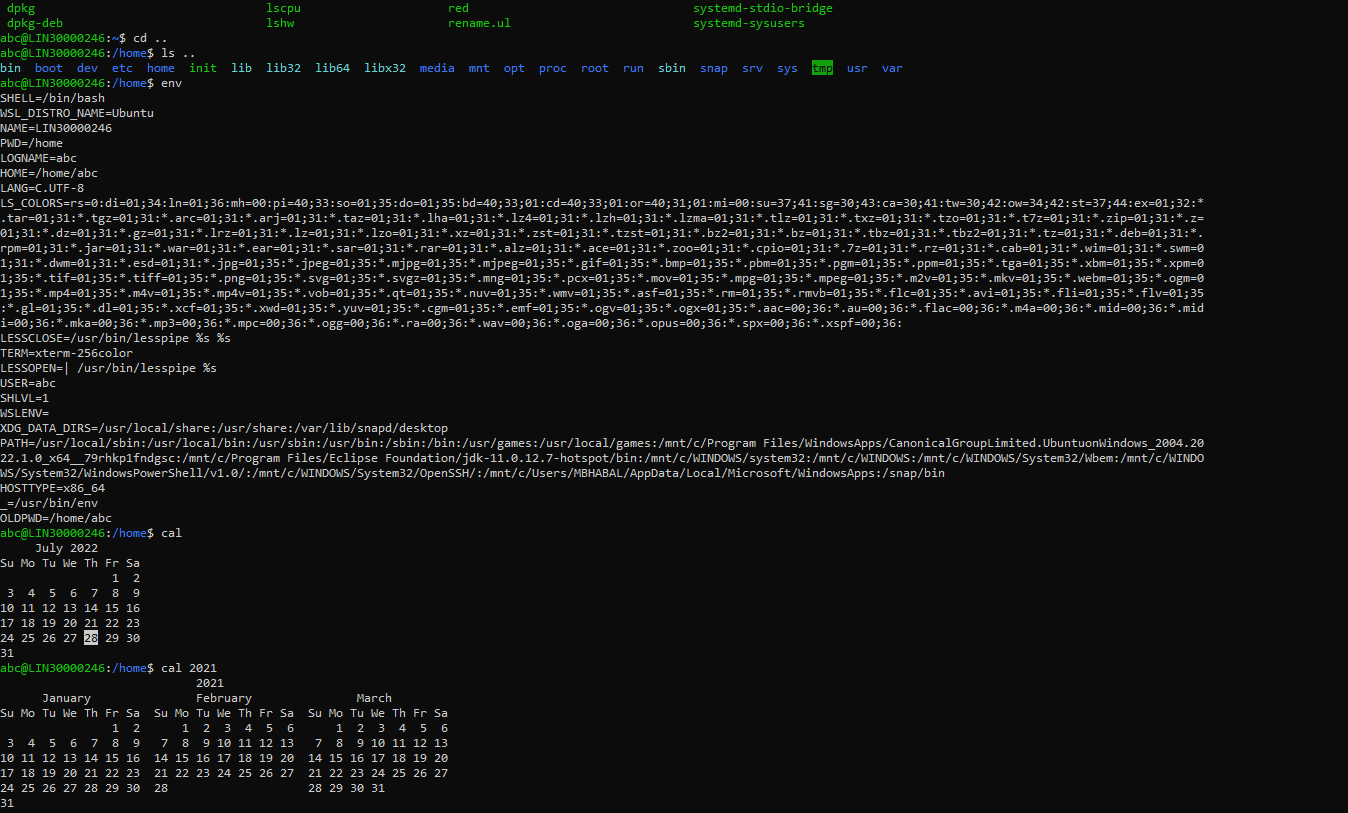 dpkg                                 lscpu                     red                                systemd-stdio-bridge
dpkg-deb                             lshw                      rename.ul                          systemd-sysusers
abc@LIN30000246:~$ cd ..
abc@LIN30000246:/home$ ls ..
bin  boot  dev  etc  home  init  lib  lib32  lib64  libx32  media  mnt  opt  proc  root  run  sbin  snap  srv  sys  tmp  usr  var
abc@LIN30000246:/home$ env
SHELL=/bin/bash
WSL_DISTRO_NAME=Ubuntu
NAME=LIN30000246
PWD=/home
LOGNAME=abc
HOME=/home/abc
LANG=C.UTF-8
LS_COLORS=rs=0:di=01;34:ln=01;36:mh=00:pi=40;33:so=01;35:do=01;35:bd=40;33;01:cd=40;33;01:or=40;31;01:mi=00:su=37;41:sg=30;43:ca=30;41:tw=30;42:ow=34;42:st=37;44:ex=01;32:*
.tar=01;31:*.tgz=01;31:*.arc=01;31:*.arj=01;31:*.taz=01;31:*.lha=01;31:*.lz4=01;31:*.lzh=01;31:*.lzma=01;31:*.tlz=01;31:*.txz=01;31:*.tzo=01;31:*.t7z=01;31:*.zip=01;31:*.z=
01;31:*.dz=01;31:*.gz=01;31:*.lrz=01;31:*.lz=01;31:*.lzo=01;31:*.xz=01;31:*.zst=01;31:*.tzst=01;31:*.bz2=01;31:*.bz=01;31:*.tbz=01;31:*.tbz2=01;31:*.tz=01;31:*.deb=01;31:*.
rpm=01;31:*.jar=01;31:*.war=01;31:*.ear=01;31:*.sar=01;31:*.rar=01;31:*.alz=01;31:*.ace=01;31:*.zoo=01;31:*.cpio=01;31:*.7z=01;31:*.rz=01;31:*.cab=01;31:*.wim=01;31:*.swm=0
1;31:*.dwm=01;31:*.esd=01;31:*.jpg=01;35:*.jpeg=01;35:*.mjpg=01;35:*.mjpeg=01;35:*.gif=01;35:*.bmp=01;35:*.pbm=01;35:*.pgm=01;35:*.ppm=01;35:*.tga=01;35:*.xbm=01;35:*.xpm=0
1;35:*.tif=01;35:*.tiff=01;35:*.png=01;35:*.svg=01;35:*.svgz=01;35:*.mng=01;35:*.pcx=01;35:*.mov=01;35:*.mpg=01;35:*.mpeg=01;35:*.m2v=01;35:*.mkv=01;35:*.webm=01;35:*.ogm=0
1;35:*.mp4=01;35:*.m4v=01;35:*.mp4v=01;35:*.vob=01;35:*.qt=01;35:*.nuv=01;35:*.wmv=01;35:*.asf=01;35:*.rm=01;35:*.rmvb=01;35:*.flc=01;35:*.avi=01;35:*.fli=01;35:*.flv=01;35
:*.gl=01;35:*.dl=01;35:*.xcf=01;35:*.xwd=01;35:*.yuv=01;35:*.cgm=01;35:*.emf=01;35:*.ogv=01;35:*.ogx=01;35:*.aac=00;36:*.au=00;36:*.flac=00;36:*.m4a=00;36:*.mid=00;36:*.mid
i=00;36:*.mka=00;36:*.mp3=00;36:*.mpc=00;36:*.ogg=00;36:*.ra=00;36:*.wav=00;36:*.oga=00;36:*.opus=00;36:*.spx=00;36:*.xspf=00;36:
LESSCLOSE=/usr/bin/lesspipe %s %s
TERM=xterm-256color
LESSOPEN=| /usr/bin/lesspipe %s
USER=abc
SHLVL=1
WSLENV=
XDG_DATA_DIRS=/usr/local/share:/usr/share:/var/lib/snapd/desktop
PATH=/usr/local/sbin:/usr/local/bin:/usr/sbin:/usr/bin:/sbin:/bin:/usr/games:/usr/local/games:/mnt/c/Program Files/WindowsApps/CanonicalGroupLimited.UbuntuonWindows_2004.20
22.1.0_x64__79rhkp1fndgsc:/mnt/c/Program Files/Eclipse Foundation/jdk-11.0.12.7-hotspot/bin:/mnt/c/WINDOWS/system32:/mnt/c/WINDOWS:/mnt/c/WINDOWS/System32/Wbem:/mnt/c/WINDO
WS/System32/WindowsPowerShell/v1.0/:/mnt/c/WINDOWS/System32/OpenSSH/:/mnt/c/Users/MBHABAL/AppData/Local/Microsoft/WindowsApps:/snap/bin
HOSTTYPE=x86_64
_=/usr/bin/env
OLDPWD=/home/abc
abc@LIN30000246:/home$ cal
     July 2022
Su Mo Tu We Th Fr Sa
                1  2
 3  4  5  6  7  8  9
10 11 12 13 14 15 16
17 18 19 20 21 22 23
24 25 26 27 28 29 30
31
abc@LIN30000246:/home$ cal 2021
                            2021
      January               February               March
Su Mo Tu We Th Fr Sa  Su Mo Tu We Th Fr Sa  Su Mo Tu We Th Fr Sa
                1  2      1  2  3  4  5  6      1  2  3  4  5  6
 3  4  5  6  7  8  9   7  8  9 10 11 12 13   7  8  9 10 11 12 13
10 11 12 13 14 15 16  14 15 16 17 18 19 20  14 15 16 17 18 19 20
17 18 19 20 21 22 23  21 22 23 24 25 26 27  21 22 23 24 25 26 27
24 25 26 27 28 29 30  28                    28 29 30 31
31